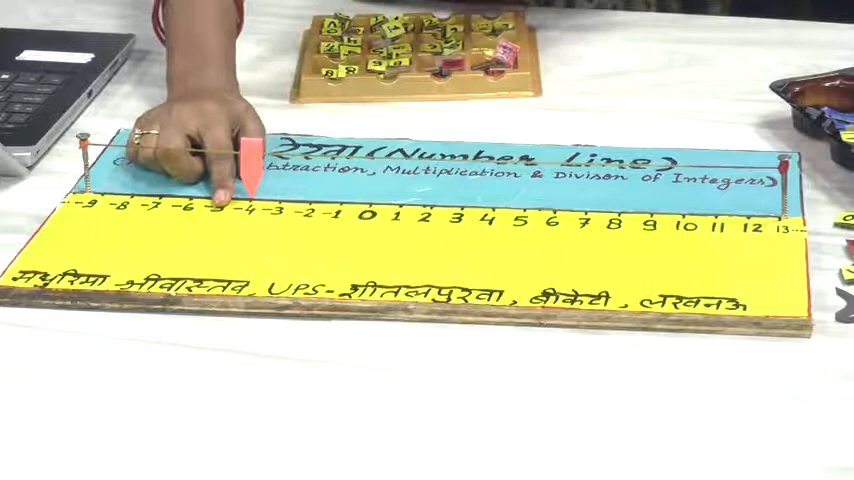 रेखा (Number Line)
btraction, Multiplication & Divison of Integers)
-9 -8 -7 -6 -5 -4 -3 -2 -1 0 1 2 3 4 5 6 7 8 9 10 11 12 13...
मधुरिमा श्रीवास्तव, UPS- शीतलपुरवा, बीकेटी, लखनऊ